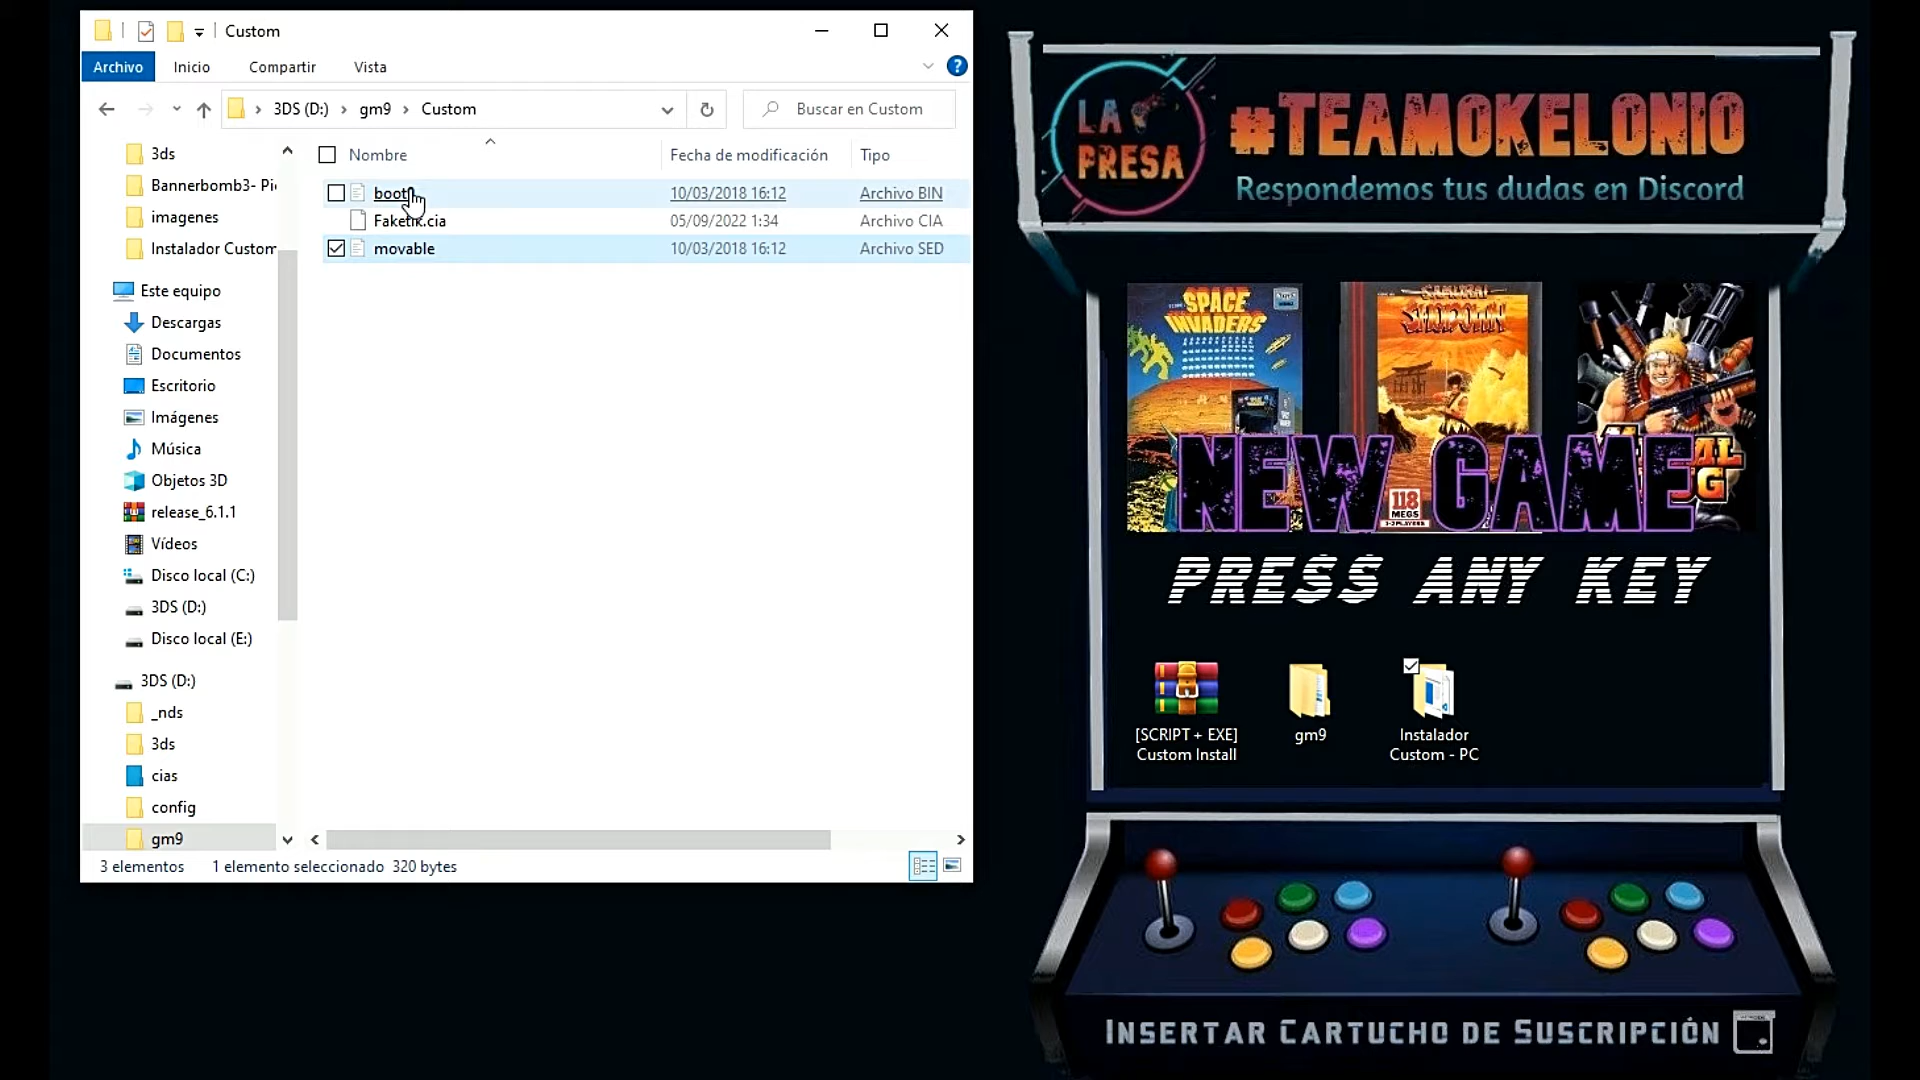 Custom
Archivo
Inicio
Compartir
Vista
3DS (D:)
gm9
Custom
Buscar en Custom
Nombre
Fecha de modificación
Tipo
3ds
Bannerbomb3- Pi
imagenes
Instalador Custom
Este equipo
Descargas
Documentos
Escritorio
Imágenes
Música
Objetos 3D
release_6.1.1
Vídeos
Disco local (C:)
3DS (D:)
Disco local (E:)
3DS (D:)
_nds
3ds
cias
config
gm9
10/03/2018 16:12
Archivo BIN
05/09/2022 1:34
Archivo CIA
movable
10/03/2018 16:12
Archivo SED
3 elementos
1 elemento seleccionado 320 bytes
LA
PRESA
#TEAMOKELONIO
Respondemos tus dudas en Discord
SPACE
INVADERS
SAMURAI
SHODOWN
118
MEGS
NEW GAME
PRESS ANY KEY
[SCRIPT + EXE]
Custom Install
gm9
Instalador
Custom - PC
INSERTAR CARTUCHO DE SUSCRIPCIÓN